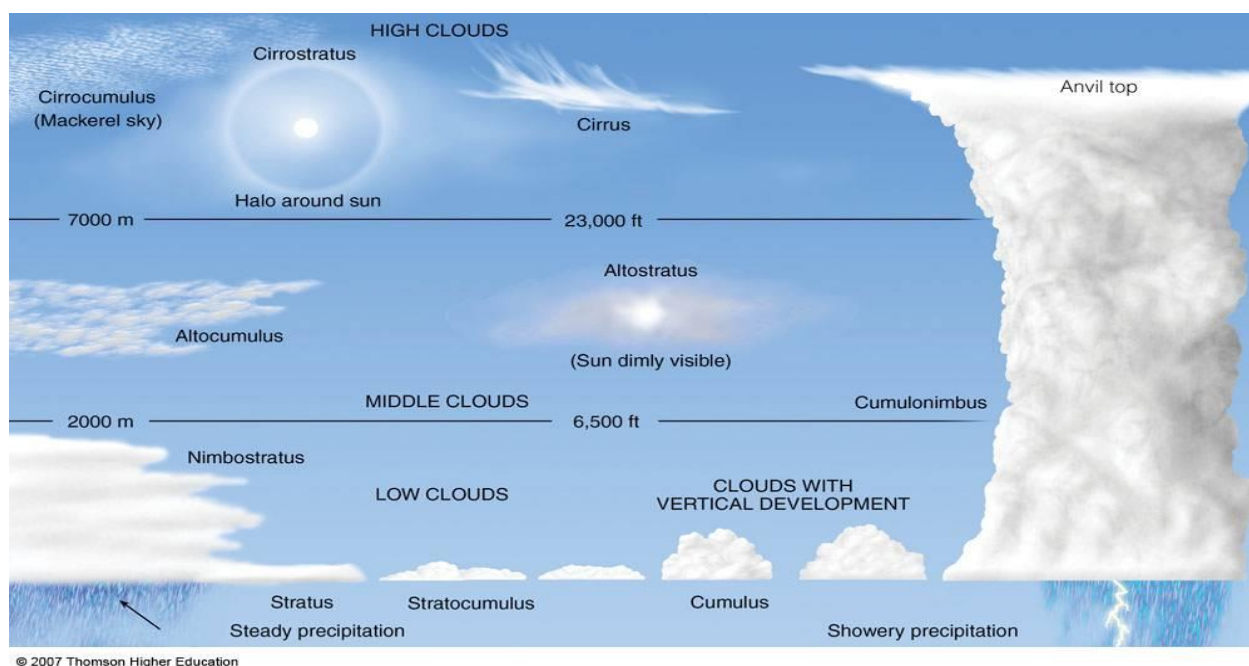 HIGH CLOUDS
Cirrostratus
Cirrocumulus
(Mackerel sky)
Cirrus
Anvil top
Halo around sun
7000 m
23,000 ft
Altostratus
Altocumulus
(Sun dimly visible)
MIDDLE CLOUDS
Cumulonimbus
2000 m
6,500 ft
Nimbostratus
LOW CLOUDS
CLOUDS WITH
VERTICAL DEVELOPMENT
Stratus
Stratocumulus
Cumulus
Steady precipitation
Showery precipitation
© 2007 Thomson Higher Education